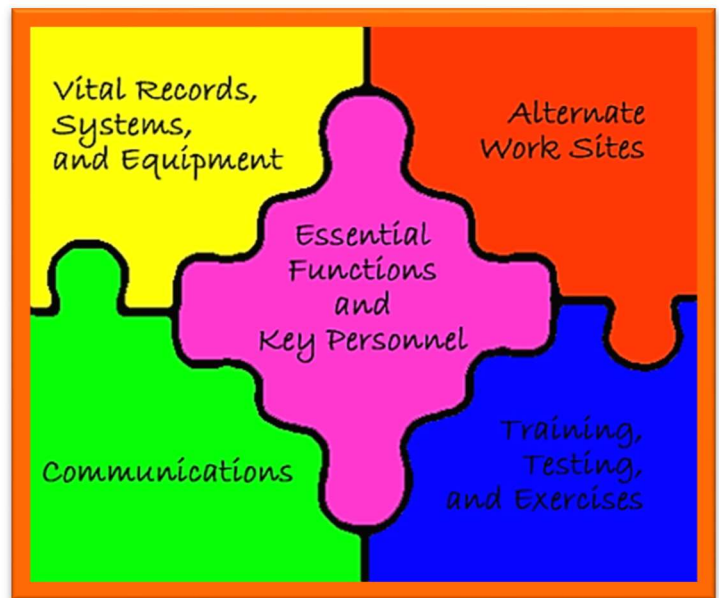 Vital Records,
Systems,
and Equipment
Alternate
Work Sites
Essential
Functions
and
Key Personnel
Communications
Training,
Testing,
and Exercises